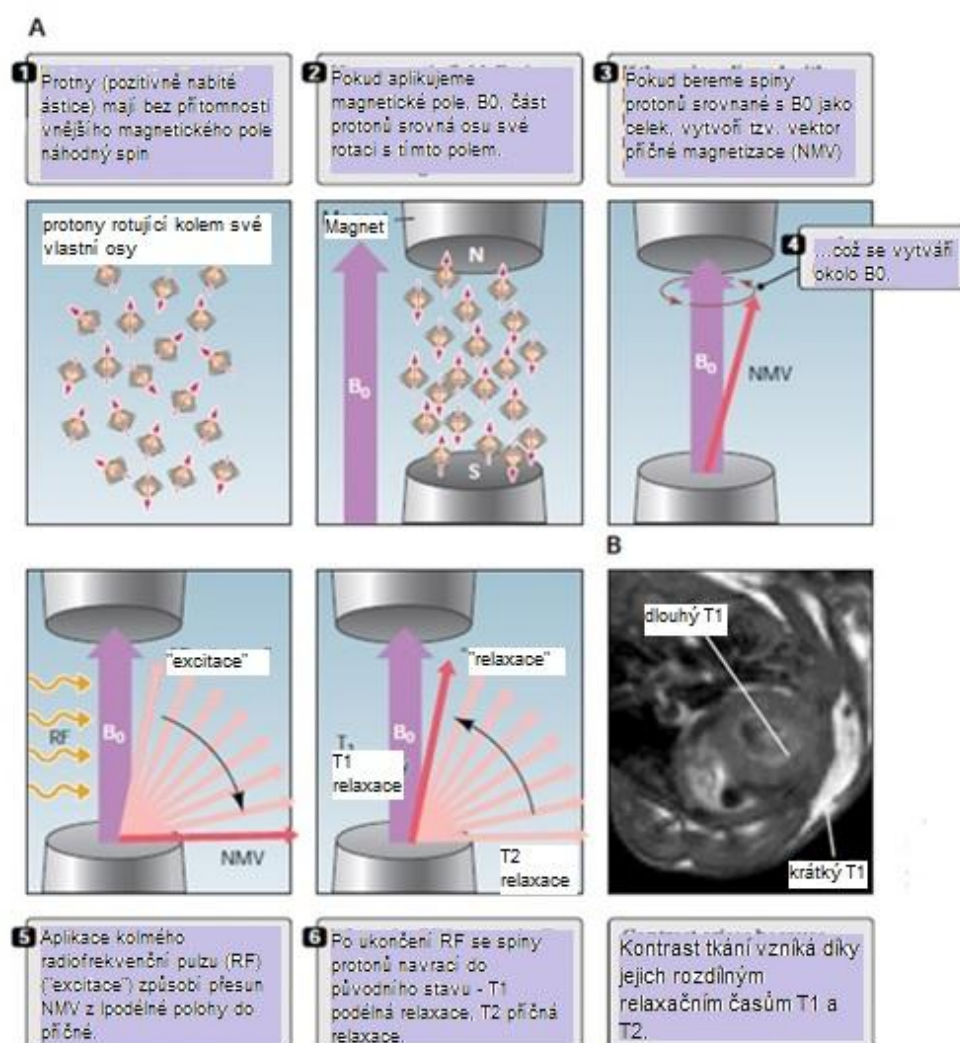 A
1
Protny (pozitivně nabité
ástice) mají bez přítomnosti
vnějšího magnetického pole
náhodný spin
2
Pokud aplikujeme
magnetické pole, B0, část
protonů srovná osu své
rotaci s tímto polem.
3
Pokud bereme spiny
protonů srovnané s B0 jako
celek, vytvoří tzv. vektor
příčné magnetizace (NMV)
protony rotující kolem své
vlastní osy
Magnet
N
B0
S
4
...což se vytváří
okolo B0.
B0
NMV
"excitace"
RF
B0
NMV
"relaxace"
B0
T1
T1
relaxace
T2
relaxace
B
dlouhý T1
krátký T1
5
Aplikace kolmého
radiofrekvenční pulzu (RF)
("excitace") způsobí přesun
NMV z lpodélné polohy do
příčné.
6
Po ukončení RF se spiny
protonů navrací do
původního stavu - T1
podélná relaxace, T2 příčná
relaxace.
Kontrast tkání vzniká díky
jejich rozdílným
relaxačním časům T1 a
T2.